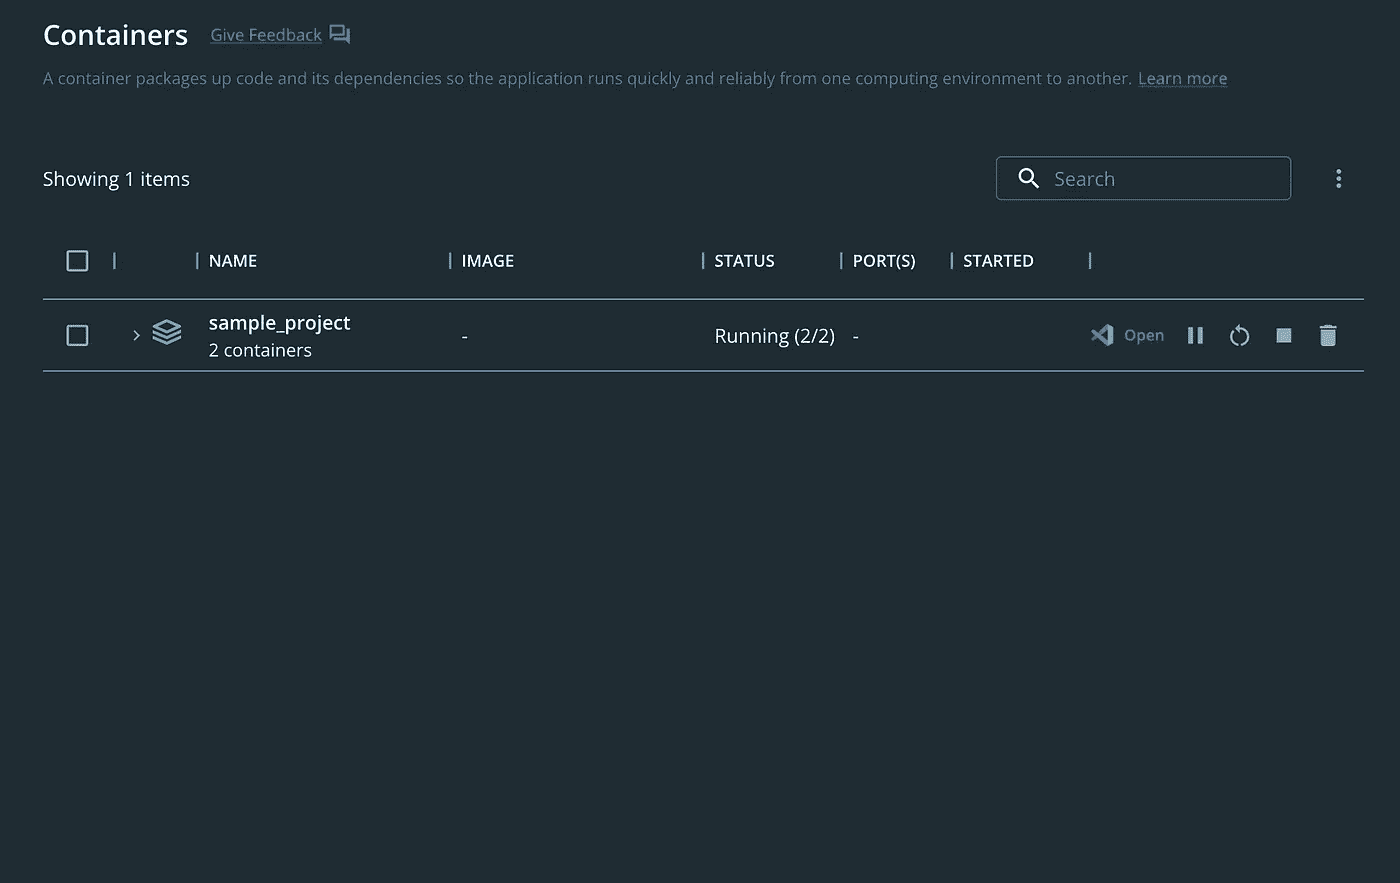 Containers Give Feedback
A container packages up code and its dependencies so the application runs quickly and reliably from one computing environment to another. Learn more
Showing 1 items
Search
NAME IMAGE STATUS PORT(S) STARTED
sample_project
2 containers
- Running (2/2) - Open